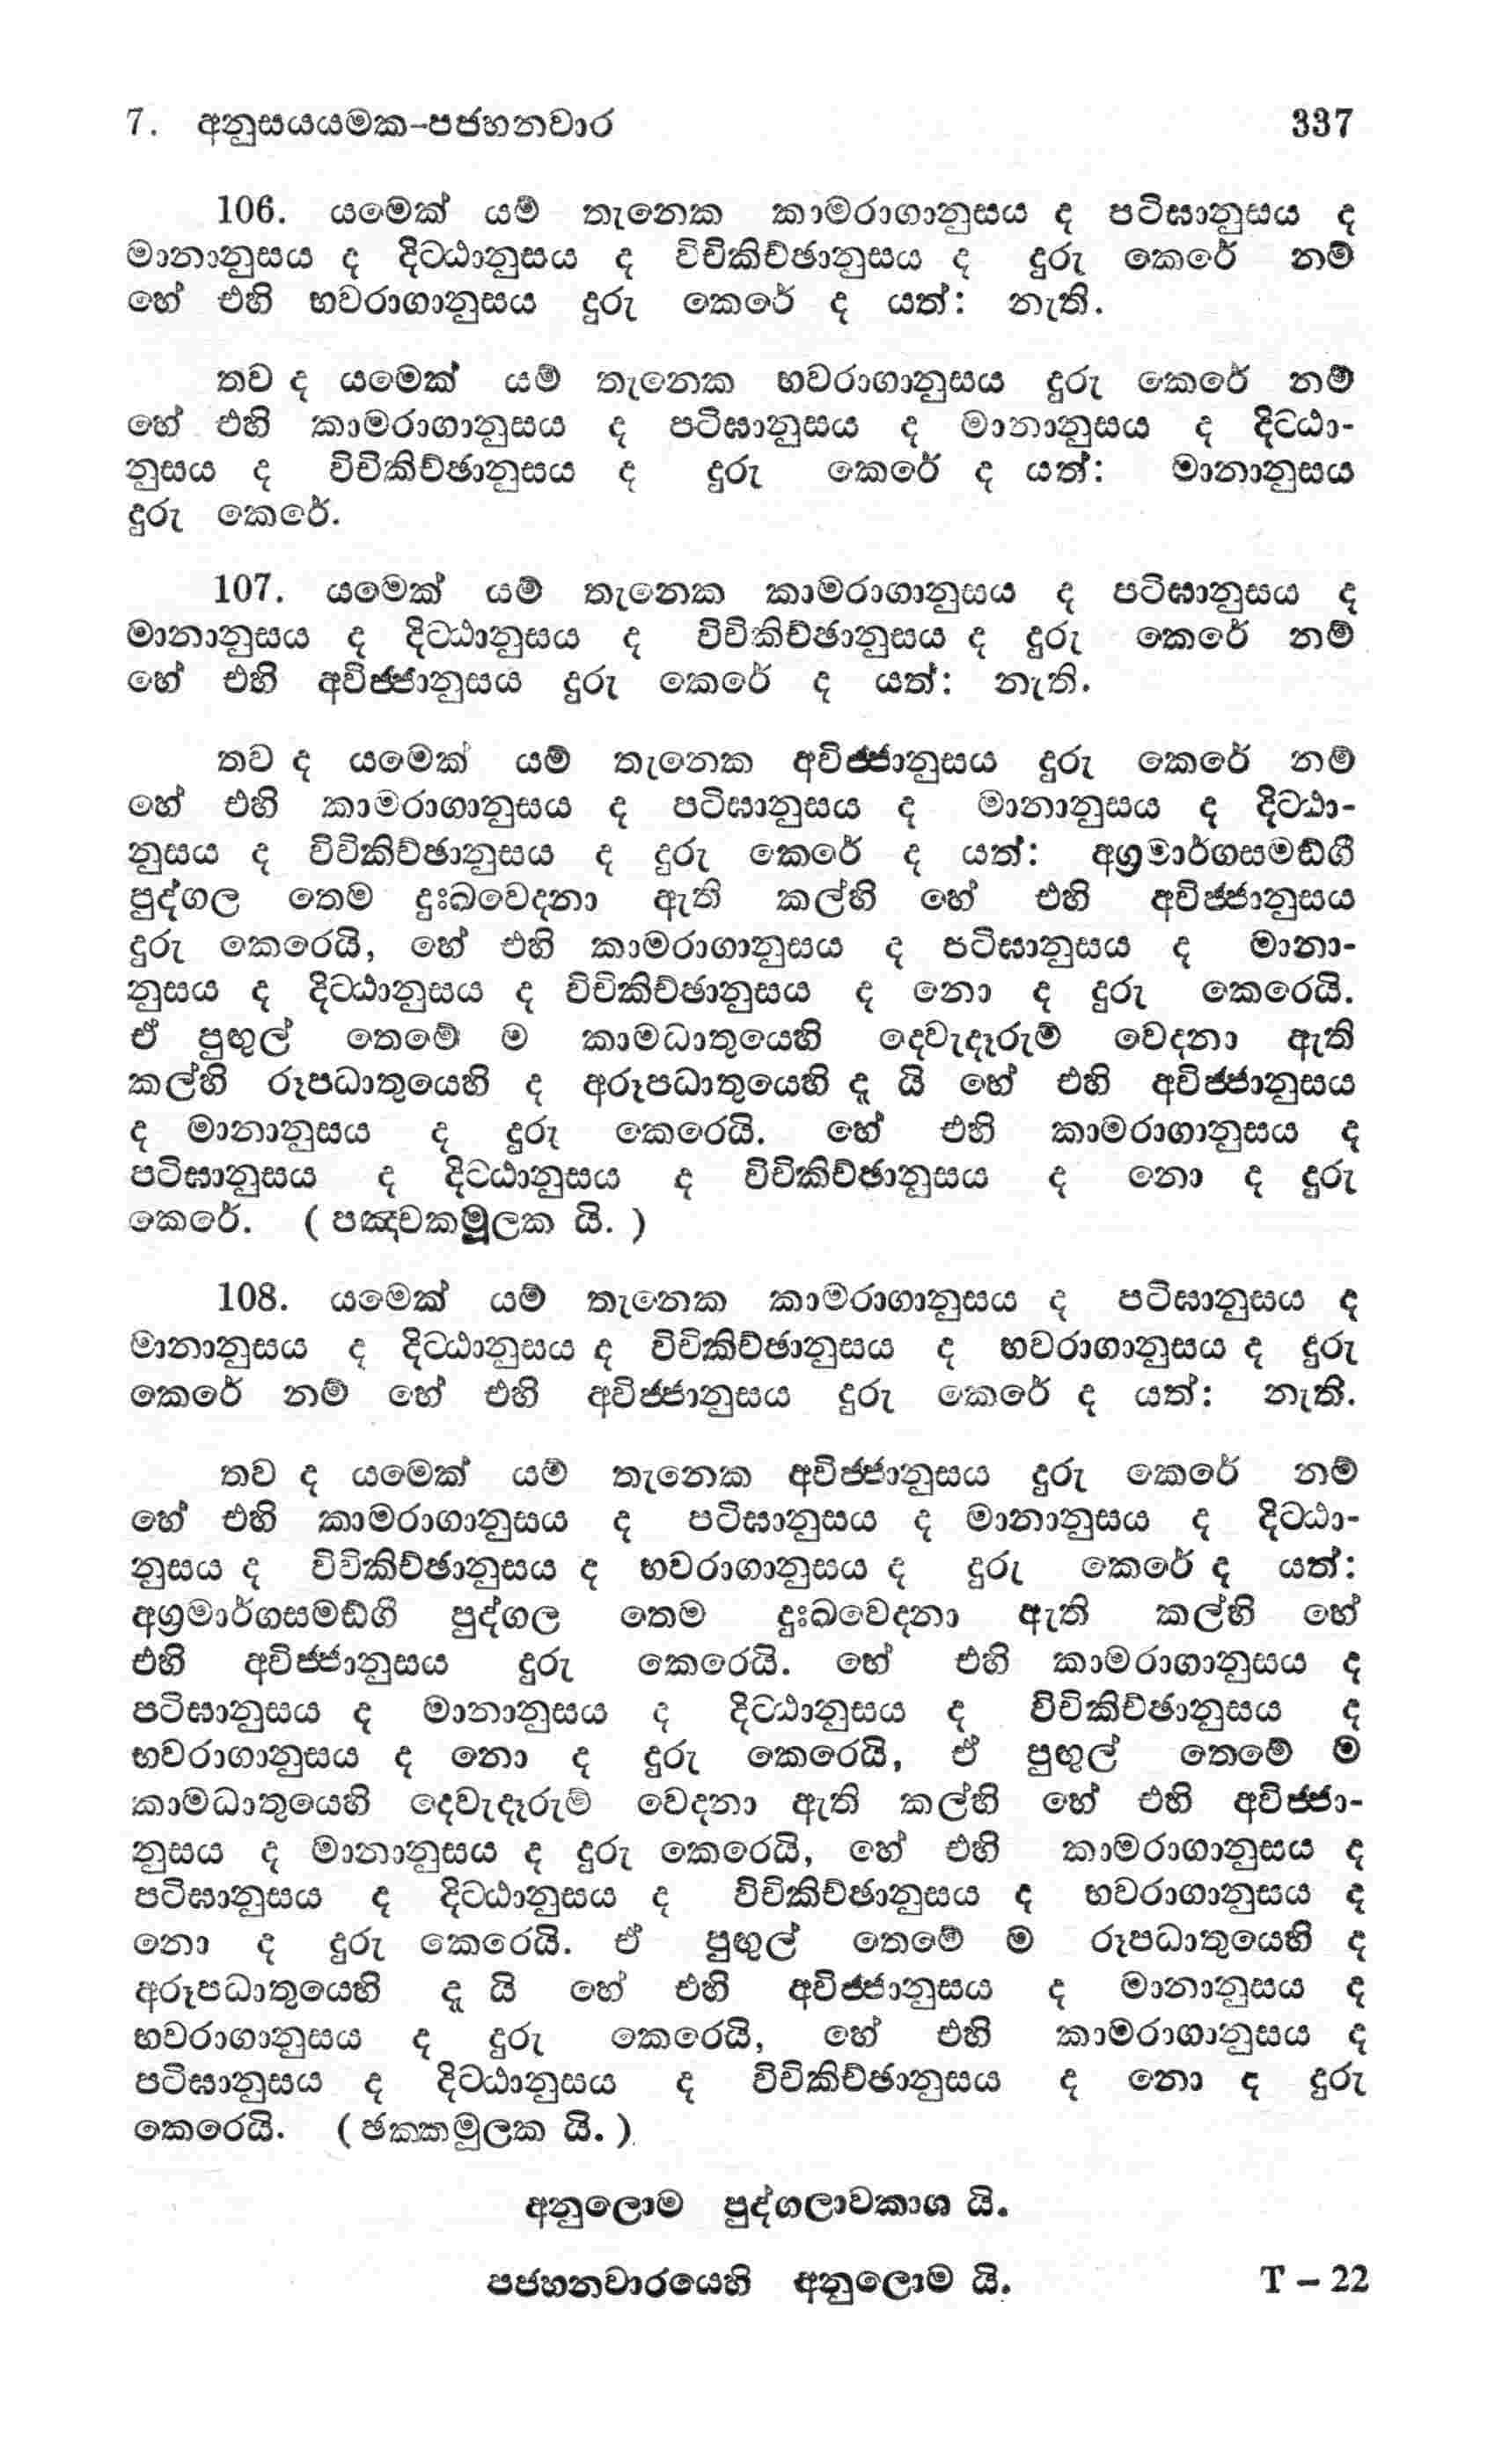 7. අනුසයයමක-පජහනවාර 337
106. යමෙක් යම් තැනෙක කාමරාගානුසය ද පටිඝානුසය ද
මානානුසය ද දිට්ඨානුසය ද විචිකිච්ඡානුසය ද දුරු කෙරේ නම්
හේ එහි භවරාගානුසය දුරු කෙරේ ද යත්: නැති.
තව ද යමෙක් යම් තැනෙක භවරාගානුසය දුරු කෙරේ නම්
හේ එහි කාමරාගානුසය ද පටිඝානුසය ද මානානුසය ද දිට්ඨා-
නුසය ද විචිකිච්ඡානුසය ද දුරු කෙරේ ද යත්: මානානුසය
දුරු කෙරේ.
107. යමෙක් යම් තැනෙක කාමරාගානුසය ද පටිඝානුසය ද
මානානුසය ද දිට්ඨානුසය ද විචිකිච්ඡානුසය ද දුරු කෙරේ නම්
හේ එහි අවිජ්ජානුසය දුරු කෙරේ ද යත්: නැති.
තව ද යමෙක් යම් තැනෙක අවිජ්ජානුසය දුරු කෙරේ නම්
හේ එහි කාමරාගානුසය ද පටිඝානුසය ද මානානුසය ද දිට්ඨා-
නුසය ද විචිකිච්ඡානුසය ද දුරු කෙරේ ද යත්: අග්‍රමාර්ගසමඞ්ගී
පුද්ගල තෙම දුඃඛවෙදනා ඇති කල්හි හේ එහි අවිජ්ජානුසය
දුරු කෙරෙයි, හේ එහි කාමරාගානුසය ද පටිඝානුසය ද මානා-
නුසය ද දිට්ඨානුසය ද විචිකිච්ඡානුසය ද නො ද දුරු කෙරෙයි.
ඒ පුඟුල් තෙමේ ම කාමධාතුයෙහි දෙවැදෑරුම් වෙදනා ඇති
කල්හි රූපධාතුයෙහි ද අරූපධාතුයෙහි දු යි හේ එහි අවිජ්ජානුසය
ද මානානුසය ද දුරු කෙරෙයි. හේ එහි කාමරාගානුසය ද
පටිඝානුසය ද දිට්ඨානුසය ද විචිකිච්ඡානුසය ද නො ද දුරු
කෙරේ. (පඤ්චකමූලක යි.)
108. යමෙක් යම් තැනෙක කාමරාගානුසය ද පටිඝානුසය ද
මානානුසය ද දිට්ඨානුසය ද විචිකිච්ඡානුසය ද භවරාගානුසය ද දුරු
කෙරේ නම් හේ එහි අවිජ්ජානුසය දුරු කෙරේ ද යත්: නැති.
තව ද යමෙක් යම් තැනෙක අවිජ්ජානුසය දුරු කෙරේ නම්
හේ එහි කාමරාගානුසය ද පටිඝානුසය ද මානානුසය ද දිට්ඨා-
නුසය ද විචිකිච්ඡානුසය ද භවරාගානුසය ද දුරු කෙරේ ද යත්:
අග්‍රමාර්ගසමඞ්ගී පුද්ගල තෙම දුඃඛවෙදනා ඇති කල්හි හේ
එහි අවිජ්ජානුසය දුරු කෙරෙයි. හේ එහි කාමරාගානුසය ද
පටිඝානුසය ද මානානුසය ද දිට්ඨානුසය ද විචිකිච්ඡානුසය ද
භවරාගානුසය ද නො ද දුරු කෙරෙයි, ඒ පුඟුල් තෙමේ ම
කාමධාතුයෙහි දෙවැදෑරුම් වෙදනා ඇති කල්හි හේ එහි අවිජ්ජා-
නුසය ද මානානුසය ද දුරු කෙරෙයි, හේ එහි කාමරාගානුසය ද
පටිඝානුසය ද දිට්ඨානුසය ද විචිකිච්ඡානුසය ද භවරාගානුසය ද
නො ද දුරු කෙරෙයි. ඒ පුඟුල් තෙමේ ම රූපධාතුයෙහි ද
අරූපධාතුයෙහි දු යි හේ එහි අවිජ්ජානුසය ද මානානුසය ද
භවරාගානුසය ද දුරු කෙරෙයි, හේ එහි කාමරාගානුසය ද
පටිඝානුසය ද දිට්ඨානුසය ද විචිකිච්ඡානුසය ද නො ද දුරු
කෙරෙයි. (ඡක්කමූලක යි.)
අනුලොම පුද්ගලාවකාශ යි.
පජහනවාරයෙහි අනුලොම යි. T – 22